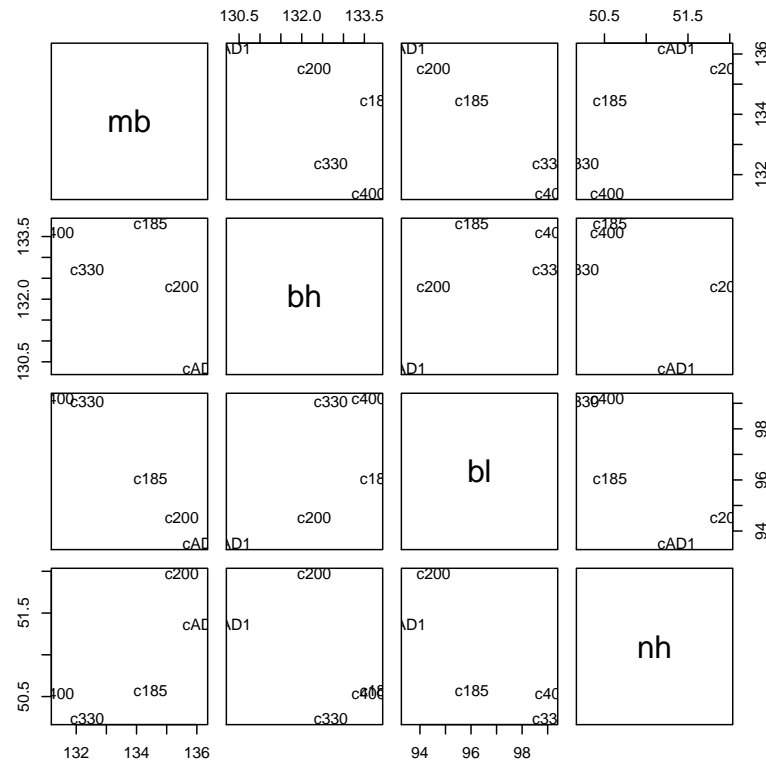 130.5 132.0 133.5
50.5 51.5
mb
AD1 c200 c18 c330 c400
c200 c185 c33 c40
cAD1 c20 c185 330 c400
132 134 136
130.5 132.0 133.5
400 c185 c330 c200 cAD
bh
c185 c40 c33 c200 AD1
c185 c400 330 c20 cAD1
400 c330 c185 c200 cAD
c330 c400 c18 c200 AD1
bl
330 c400 c185 c20 cAD1
94 96 98
50.5 51.5
c200 cAD c185 400 c330
c200 AD1 c18 c400 c330
c200 AD1 c185 c40 c33
nh
132 134 136
94 96 98